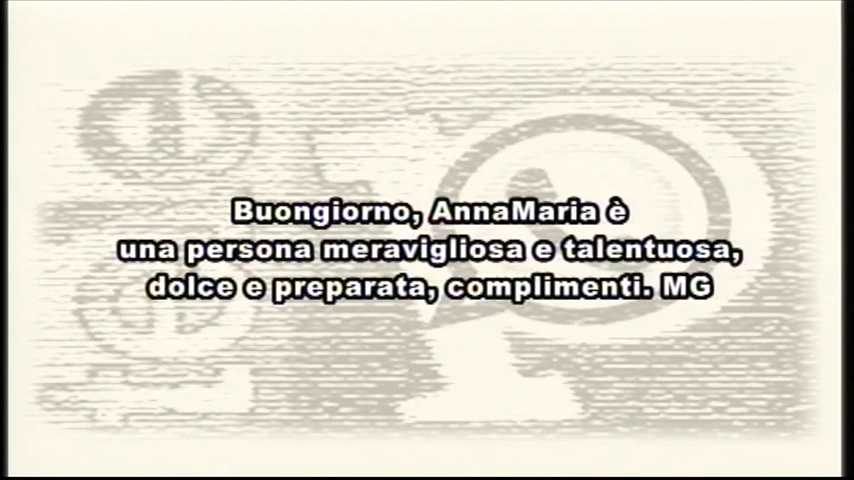 Buongiorno, AnnaMaria è
una persona meravigliosa e talentuosa,
dolce e preparata, complimenti. MG